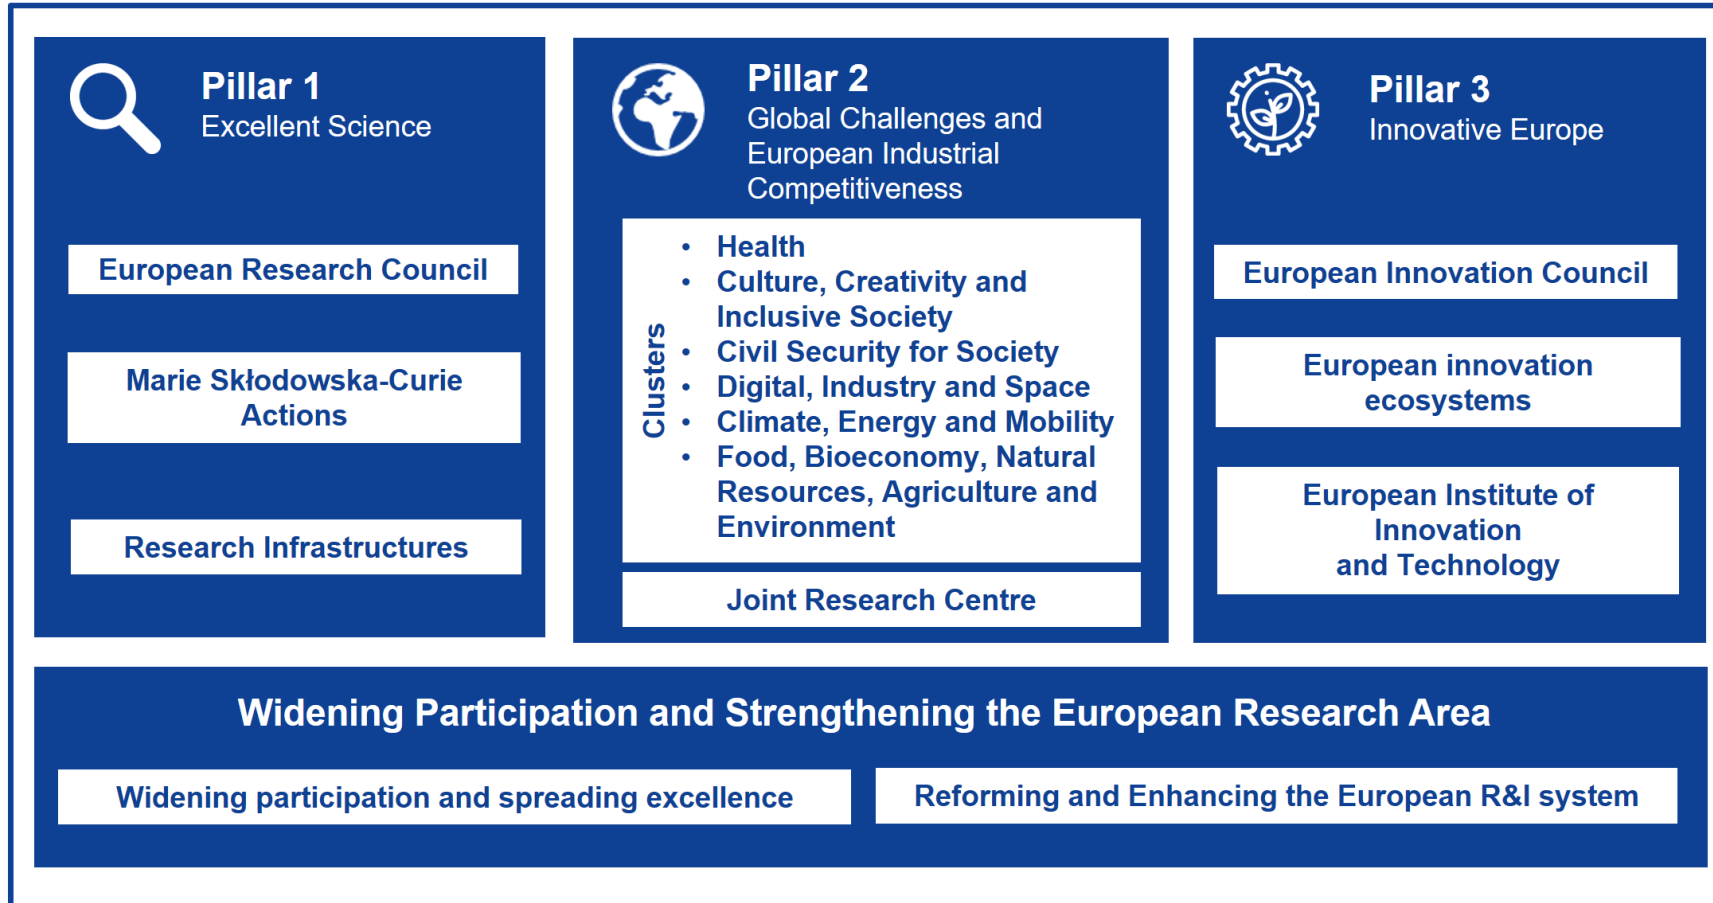 Pillar 1
Excellent Science
European Research Council
Marie Skłodowska-Curie
Actions
Research Infrastructures
Pillar 2
Global Challenges and
European Industrial
Competitiveness
Clusters
• Health
• Culture, Creativity and
Inclusive Society
• Civil Security for Society
• Digital, Industry and Space
• Climate, Energy and Mobility
• Food, Bioeconomy, Natural
Resources, Agriculture and
Environment
Joint Research Centre
Pillar 3
Innovative Europe
European Innovation Council
European innovation
ecosystems
European Institute of
Innovation
and Technology
Widening Participation and Strengthening the European Research Area
Widening participation and spreading excellence
Reforming and Enhancing the European R&I system